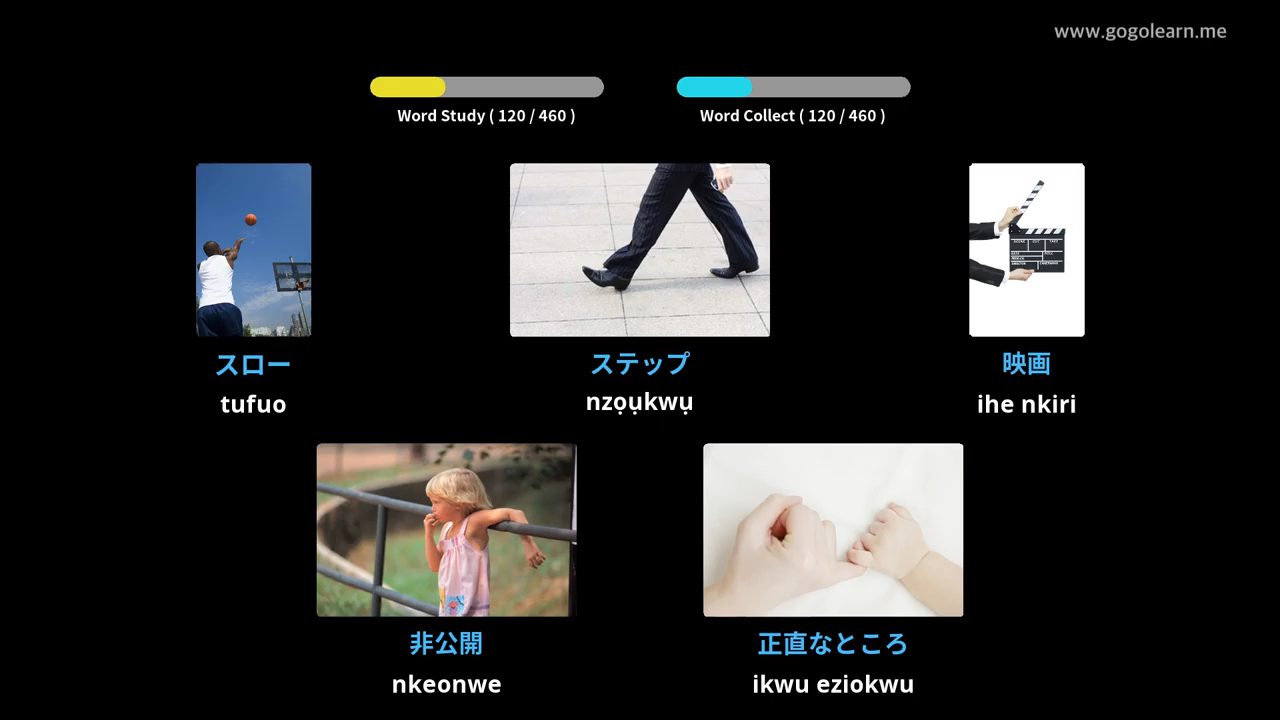 www.gogolearn.me
Word Study ( 120 / 460 )
Word Collect ( 120 / 460 )
スロー
tufuo
ステップ
nzọụkwụ
映画
ihe nkiri
非公開
nkeonwe
正直なところ
ikwu eziokwu